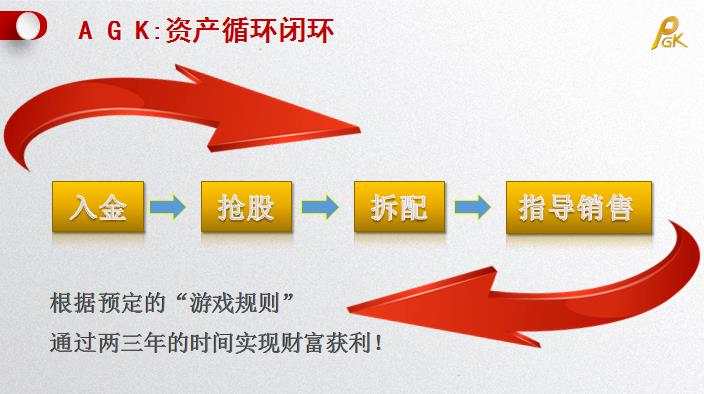 A G K:资产循环闭环
PGK
入金
抢股
拆配
指导销售
根据预定的“游戏规则”
通过两三年的时间实现财富获利！